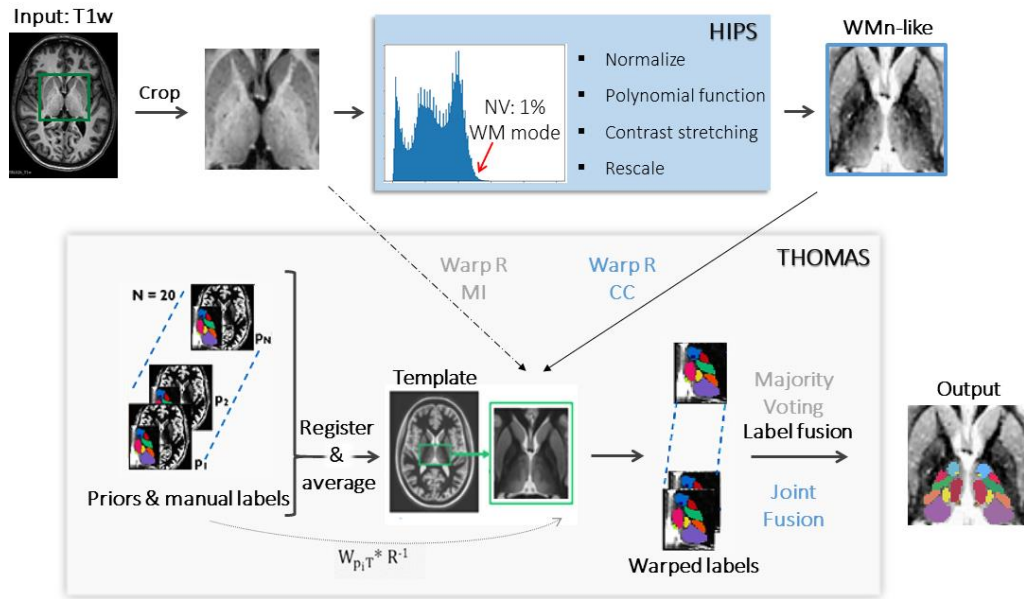 Input: T1w
Crop
HIPS
NV: 1%
WM mode
▪ Normalize
▪ Polynomial function
▪ Contrast stretching
▪ Rescale
WMn-like
THOMAS
Warp R
MI
Warp R
CC
N = 20
pN
p2
p1
Priors & manual labels
Register
&
average
Template
WpiT* R-1
Warped labels
Majority
Voting
Label fusion
Joint
Fusion
Output